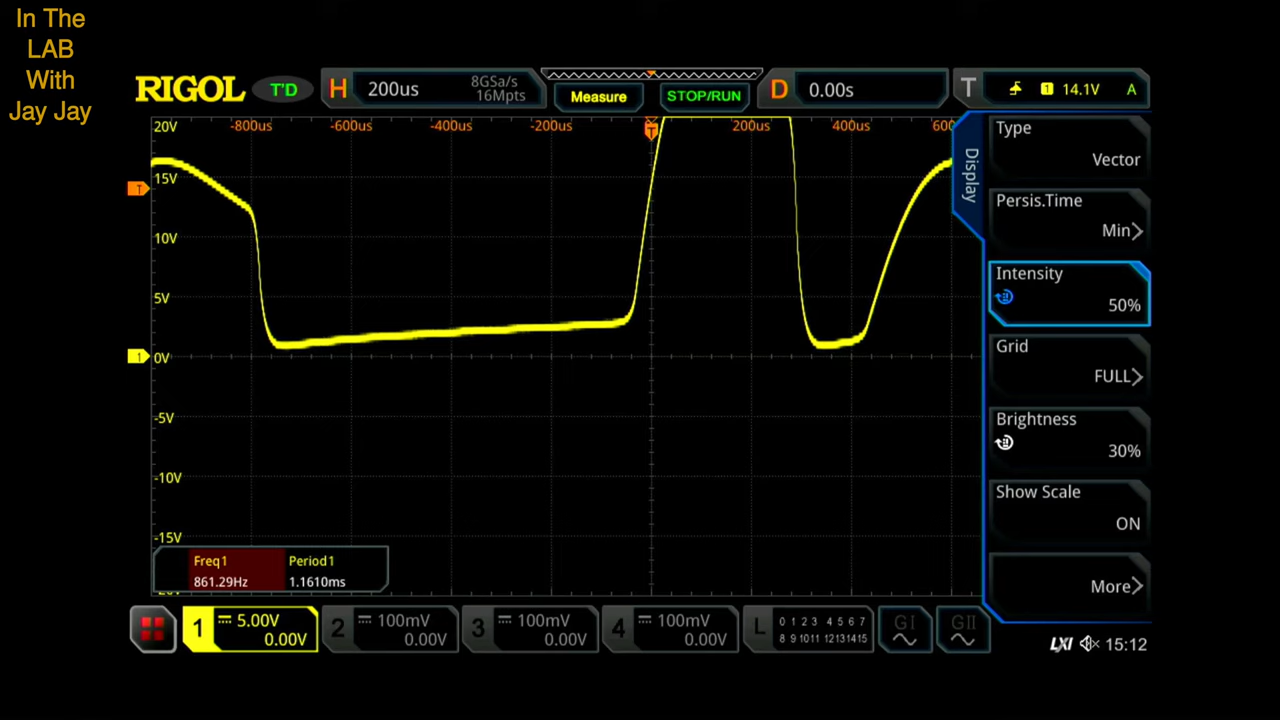 In The
LAB
With
Jay Jay
RIGOL
T'D
H
200us
8GSa/s
16Mpts
Measure
STOP/RUN
D
0.00s
T
1
14.1V
A
20V
-800us
-600us
-400us
-200us
T
200us
400us
15V
T
10V
5V
1
0V
-5V
-10V
-15V
Freq1
861.29Hz
Period1
1.1610ms
Display
Type
Vector
Persis.Time
Min>
Intensity
50%
Grid
FULL>
Brightness
30%
Show Scale
ON
More>
1
5.00V
0.00V
2
100mV
0.00V
3
100mV
0.00V
4
100mV
0.00V
L
0 1 2 3 4 5 6 7
8 9 10 11 12 13 14 15
GI
GII
LXI
15:12